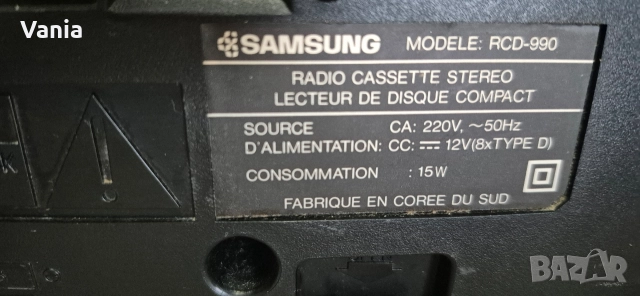 Vania
SAMSUNG MODELE: RCD-990
RADIO CASSETTE STEREO
LECTEUR DE DISQUE COMPACT
SOURCE CA: 220V, ~50Hz
D'ALIMENTATION: CC: ⎓ 12V(8xTYPE D)
CONSOMMATION : 15W
FABRIQUE EN COREE DU SUD
BAZAR